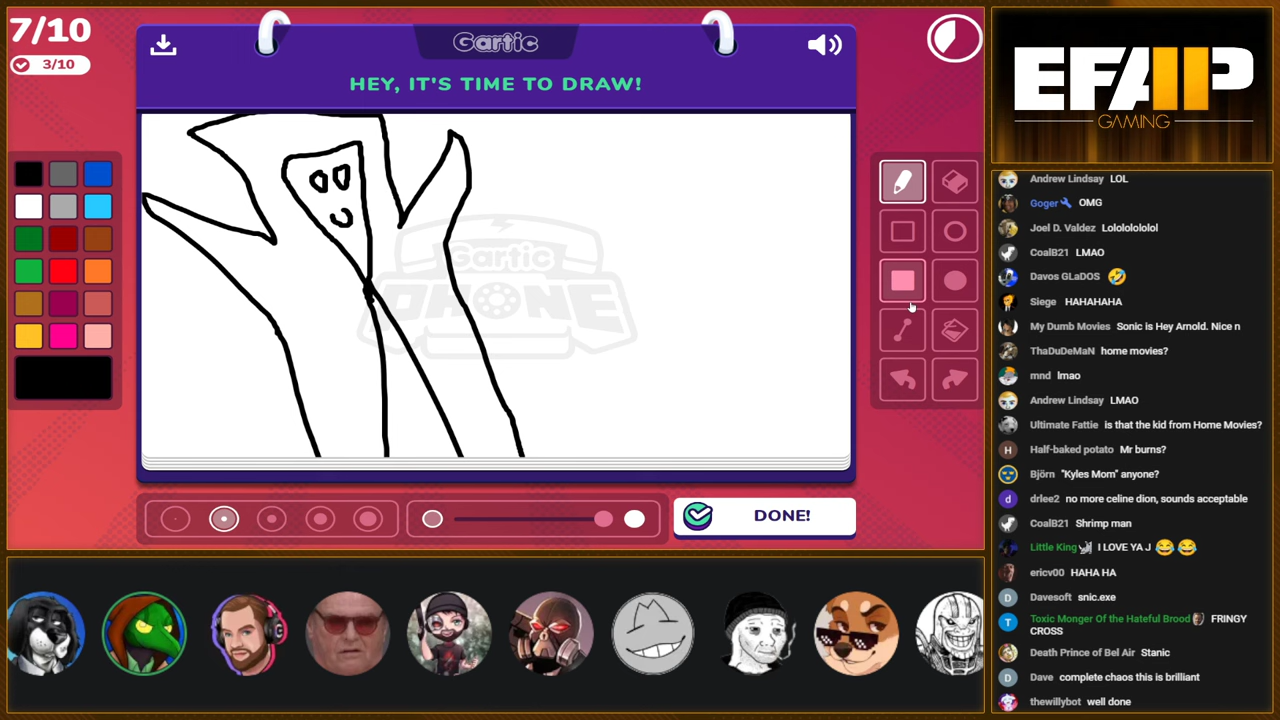 7/10
3/10
Gartic
HEY, IT'S TIME TO DRAW!
Gartic
PHONE
DONE!
EFAP
GAMING
Andrew Lindsay LOL
Goger OMG
Joel D. Valdez Lolololololol
CoalB21 LMAO
Davos GLaDOS 🤣
Siege HAHAHAHA
My Dumb Movies Sonic is Hey Arnold. Nice n
ThaDuDeMaN home movies?
mnd lmao
Andrew Lindsay LMAO
Ultimate Fattie is that the kid from Home Movies?
H Half-baked potato Mr burns?
Björn "Kyles Mom" anyone?
d drlee2 no more celine dion, sounds acceptable
CoalB21 Shrimp man
Little King I LOVE YA J 😂 😂
ericv00 HAHA HA
D Davesoft snic.exe
T Toxic Monger Of the Hateful Brood FRINGY
CROSS
Death Prince of Bel Air Stanic
D Dave complete chaos this is brilliant
thewillybot well done